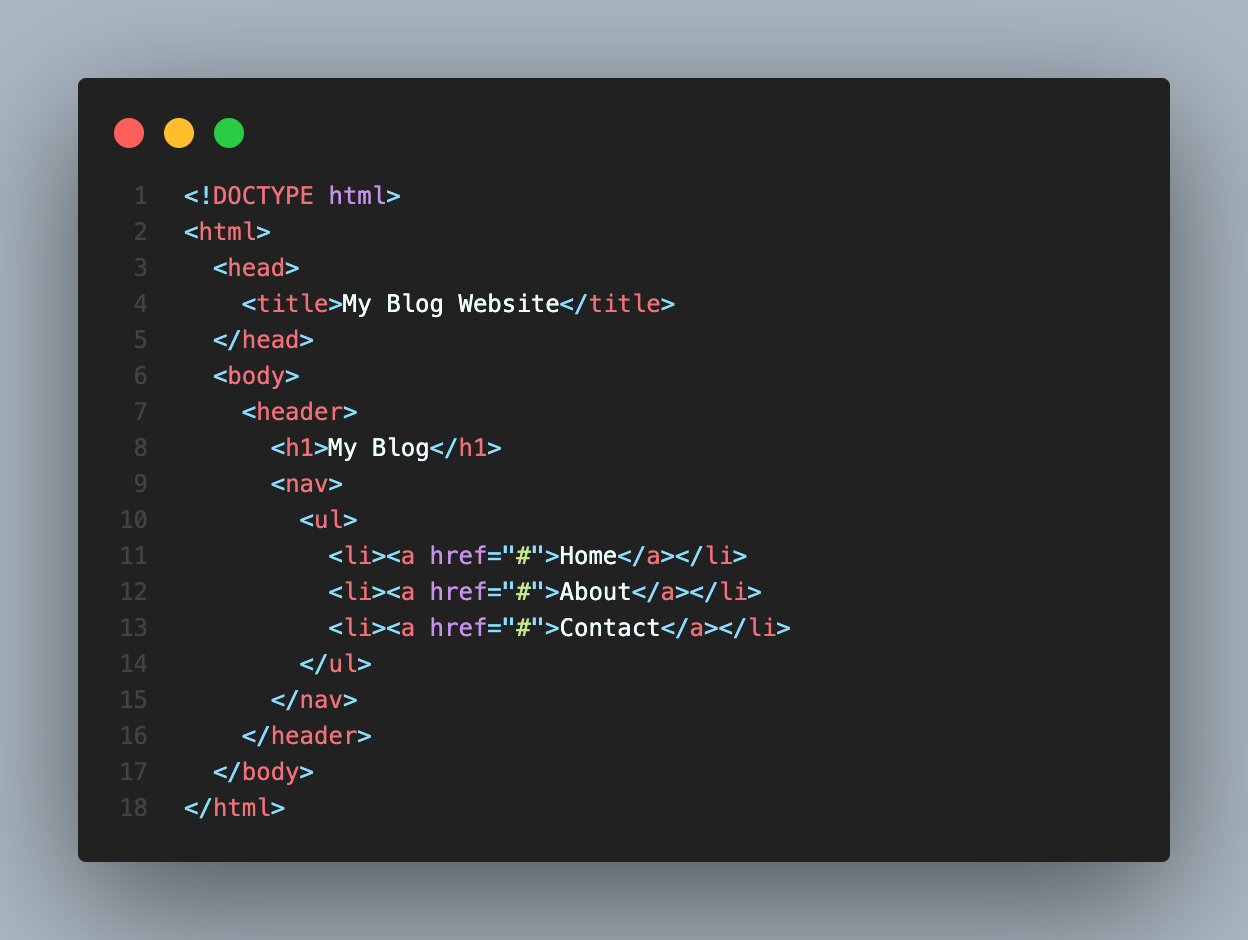 1 <!DOCTYPE html>
2 <html>
3   <head>
4     <title>My Blog Website</title>
5   </head>
6   <body>
7     <header>
8       <h1>My Blog</h1>
9       <nav>
10         <ul>
11           <li><a href="#">Home</a></li>
12           <li><a href="#">About</a></li>
13           <li><a href="#">Contact</a></li>
14         </ul>
15       </nav>
16     </header>
17   </body>
18 </html>